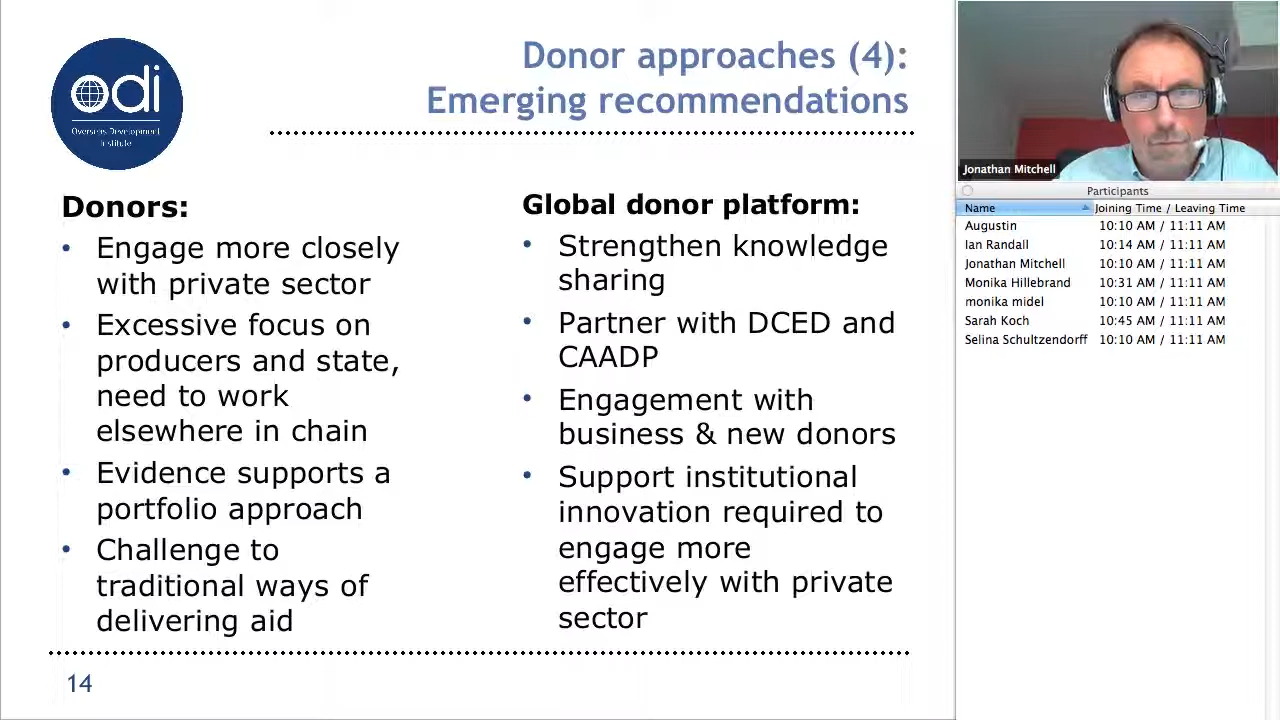 odi
Overseas Development
Institute
Donor approaches (4):
Emerging recommendations
Donors:
• Engage more closely
with private sector
• Excessive focus on
producers and state,
need to work
elsewhere in chain
• Evidence supports a
portfolio approach
• Challenge to
traditional ways of
delivering aid
Global donor platform:
• Strengthen knowledge
sharing
• Partner with DCED and
CAADP
• Engagement with
business & new donors
• Support institutional
innovation required to
engage more
effectively with private
sector
14
Jonathan Mitchell
Participants
Name Joining Time / Leaving Time
Augustin 10:10 AM / 11:11 AM
Ian Randall 10:14 AM / 11:11 AM
Jonathan Mitchell 10:10 AM / 11:11 AM
Monika Hillebrand 10:31 AM / 11:11 AM
monika midel 10:10 AM / 11:11 AM
Sarah Koch 10:45 AM / 11:11 AM
Selina Schultzendorff 10:10 AM / 11:11 AM